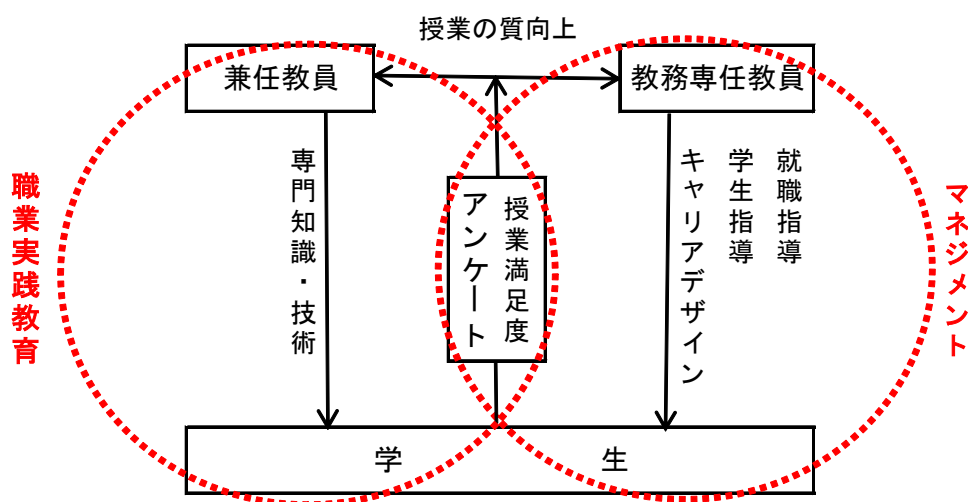 授業の質向上
兼任教員
教務専任教員
職業実践教育
専門知識・技術
授業満足度
アンケート
就職指導
学生指導
キャリアデザイン
マネジメント
学生